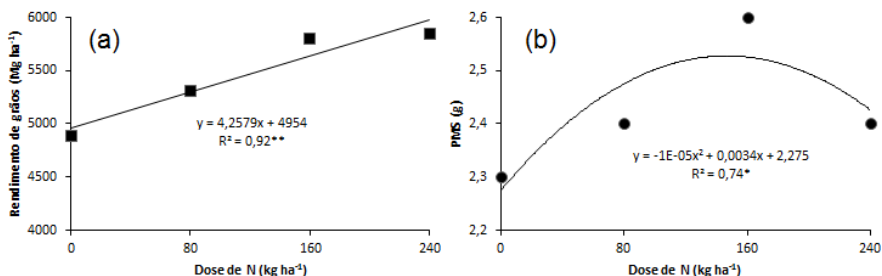 (a)
Rendimento de grãos (Mg ha⁻¹)
6000
5500
5000
4500
4000
y = 4,2579x + 4954
R² = 0,92**
0
80
160
240
Dose de N (kg ha⁻¹)
(b)
PMS (g)
2,6
2,5
2,4
2,3
2,2
y = -1E-05x² + 0,0034x + 2,275
R² = 0,74*
0
80
160
240
Dose de N (kg ha⁻¹)